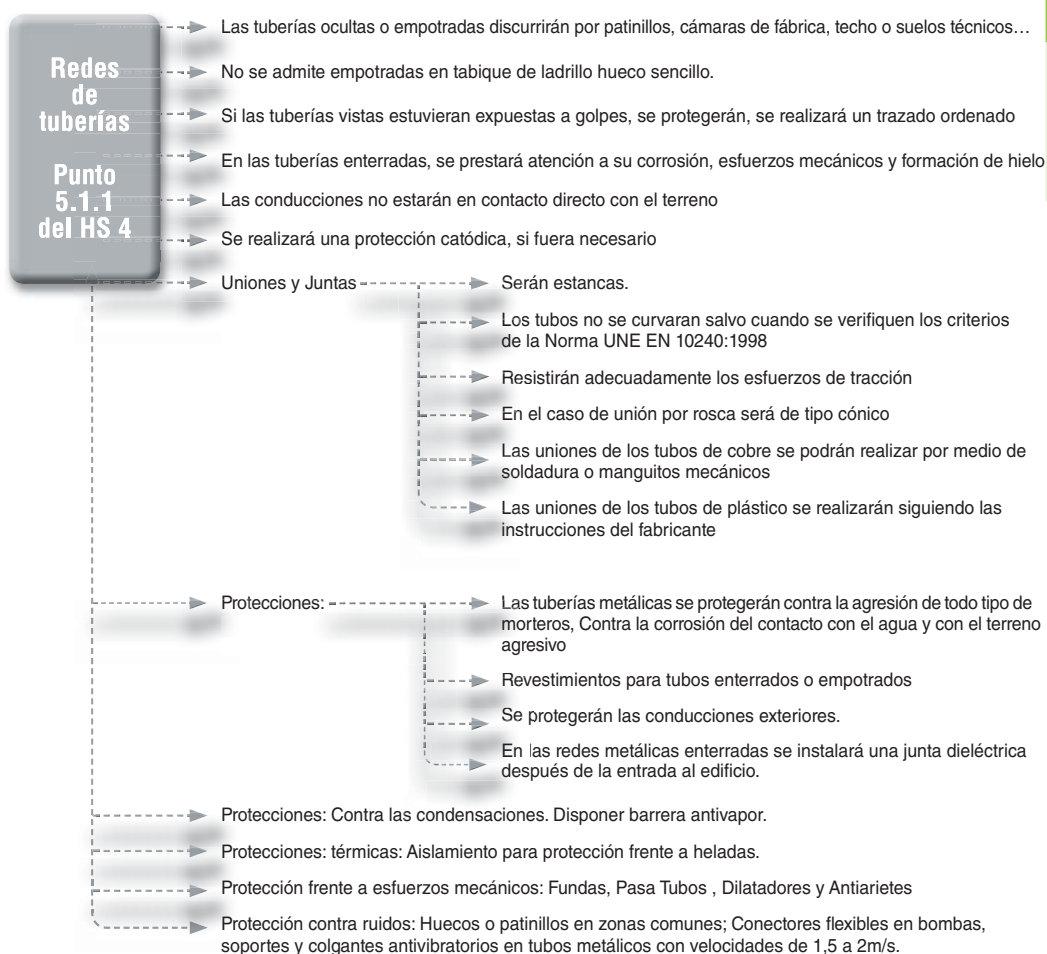 Redes
de
tuberías
Punto
5.1.1
del HS 4
Las tuberías ocultas o empotradas discurrirán por patinillos, cámaras de fábrica, techo o suelos técnicos…
No se admite empotradas en tabique de ladrillo hueco sencillo.
Si las tuberías vistas estuvieran expuestas a golpes, se protegerán, se realizará un trazado ordenado
En las tuberías enterradas, se prestará atención a su corrosión, esfuerzos mecánicos y formación de hielo
Las conducciones no estarán en contacto directo con el terreno
Se realizará una protección catódica, si fuera necesario
Uniones y Juntas
Serán estancas.
Los tubos no se curvaran salvo cuando se verifiquen los criterios
de la Norma UNE EN 10240:1998
Resistirán adecuadamente los esfuerzos de tracción
En el caso de unión por rosca será de tipo cónico
Las uniones de los tubos de cobre se podrán realizar por medio de
soldadura o manguitos mecánicos
Las uniones de los tubos de plástico se realizarán siguiendo las
instrucciones del fabricante
Protecciones:
Las tuberías metálicas se protegerán contra la agresión de todo tipo de
morteros, Contra la corrosión del contacto con el agua y con el terreno
agresivo
Revestimientos para tubos enterrados o empotrados
Se protegerán las conducciones exteriores.
En las redes metálicas enterradas se instalará una junta dieléctrica
después de la entrada al edificio.
Protecciones: Contra las condensaciones. Disponer barrera antivapor.
Protecciones: térmicas: Aislamiento para protección frente a heladas.
Protección frente a esfuerzos mecánicos: Fundas, Pasa Tubos , Dilatadores y Antiarietes
Protección contra ruidos: Huecos o patinillos en zonas comunes; Conectores flexibles en bombas,
soportes y colgantes antivibratorios en tubos metálicos con velocidades de 1,5 a 2m/s.